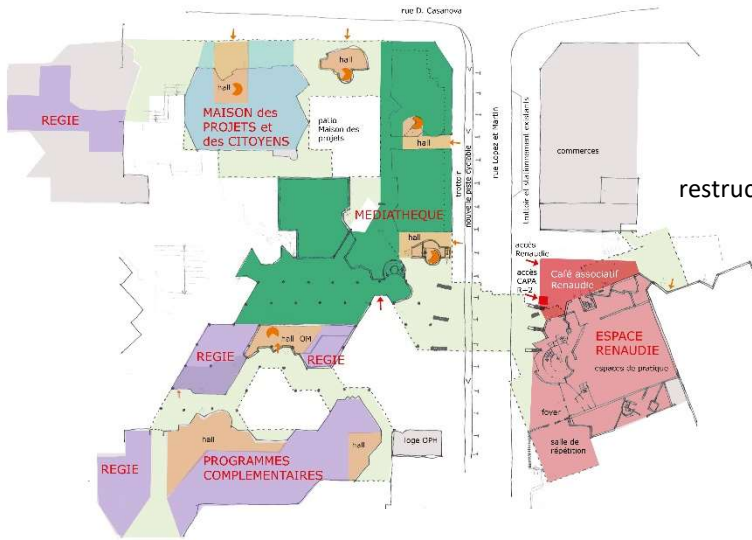 rue D. Casanova
hall
hall
REGIE
MAISON des
PROJETS et
des CITOYENS
patio
Maison des
projets
hall
trottoir
nouvelle piste cyclable
rue Lopez et Martin
trottoir et stationnement existants
commerces
restruc
MEDIATHEQUE
hall
accès
Renaudie
accès
CAPA
R-2
Café associatif
Renaudie
REGIE
hall OM
REGIE
ESPACE
RENAUDIE
espaces de pratique
foyer
salle de
répétition
hall
hall
loge OPH
REGIE
PROGRAMMES
COMPLEMENTAIRES